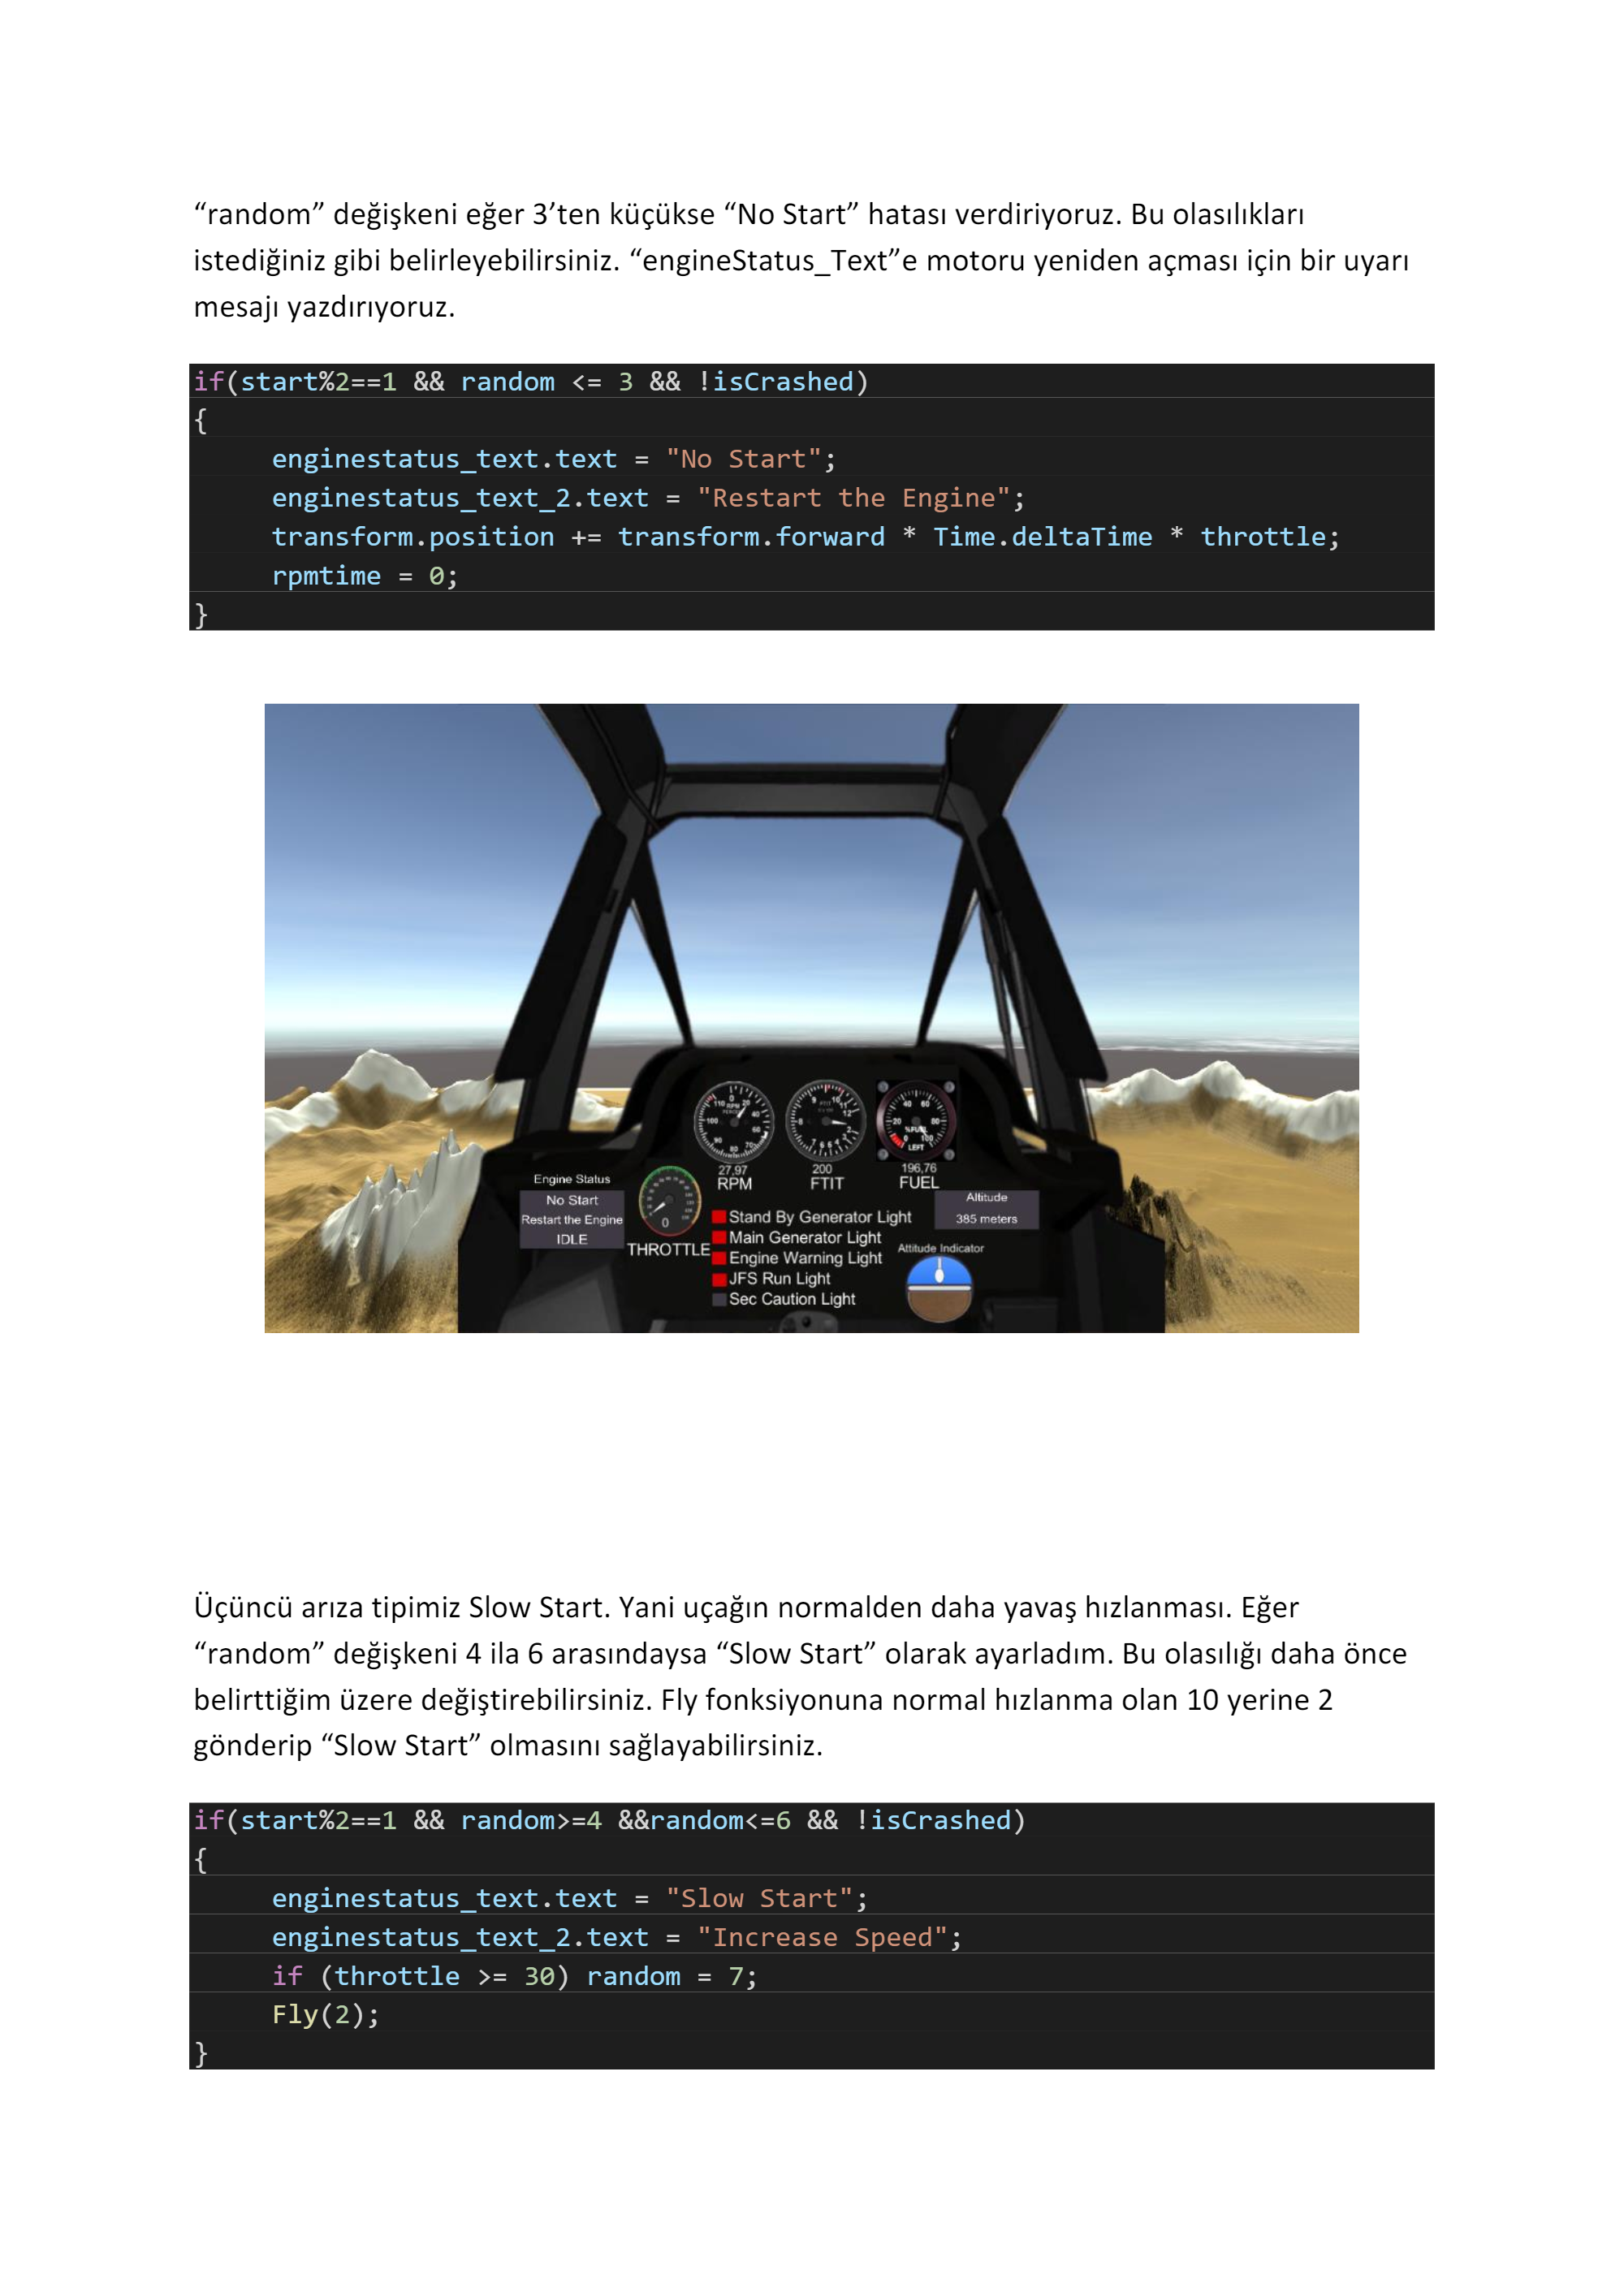 “random” değişkeni eğer 3’ten küçükse “No Start” hatası verdiriyoruz. Bu olasılıkları
istediğiniz gibi belirleyebilirsiniz. “engineStatus_Text”e motoru yeniden açması için bir uyarı
mesajı yazdırıyoruz.
if(start%2==1 && random <= 3 && !isCrashed)
{
enginestatus_text.text = "No Start";
enginestatus_text_2.text = "Restart the Engine";
transform.position += transform.forward * Time.deltaTime * throttle;
rpmtime = 0;
}
27,97
RPM
200
FTIT
196,76
FUEL
Engine Status
No Start
Restart the Engine
IDLE
0
THROTTLE
Stand By Generator Light
Main Generator Light
Engine Warning Light
JFS Run Light
Sec Caution Light
Altitude
385 meters
Attitude Indicator
Üçüncü arıza tipimiz Slow Start. Yani uçağın normalden daha yavaş hızlanması. Eğer
“random” değişkeni 4 ila 6 arasındaysa “Slow Start” olarak ayarladım. Bu olasılığı daha önce
belirttiğim üzere değiştirebilirsiniz. Fly fonksiyonuna normal hızlanma olan 10 yerine 2
gönderip “Slow Start” olmasını sağlayabilirsiniz.
if(start%2==1 && random>=4 &&random<=6 && !isCrashed)
{
enginestatus_text.text = "Slow Start";
enginestatus_text_2.text = "Increase Speed";
if (throttle >= 30) random = 7;
Fly(2);
}